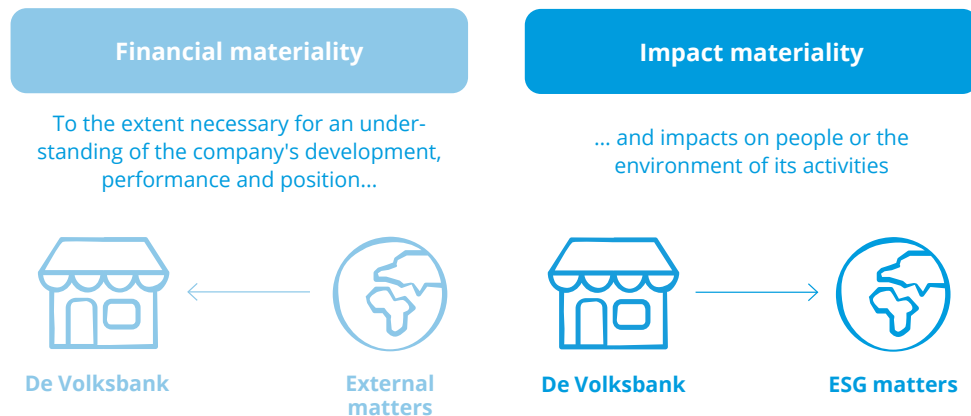 Financial materiality
To the extent necessary for an under-
standing of the company's development,
performance and position...
De Volksbank
External
matters
Impact materiality
... and impacts on people or the
environment of its activities
De Volksbank
ESG matters